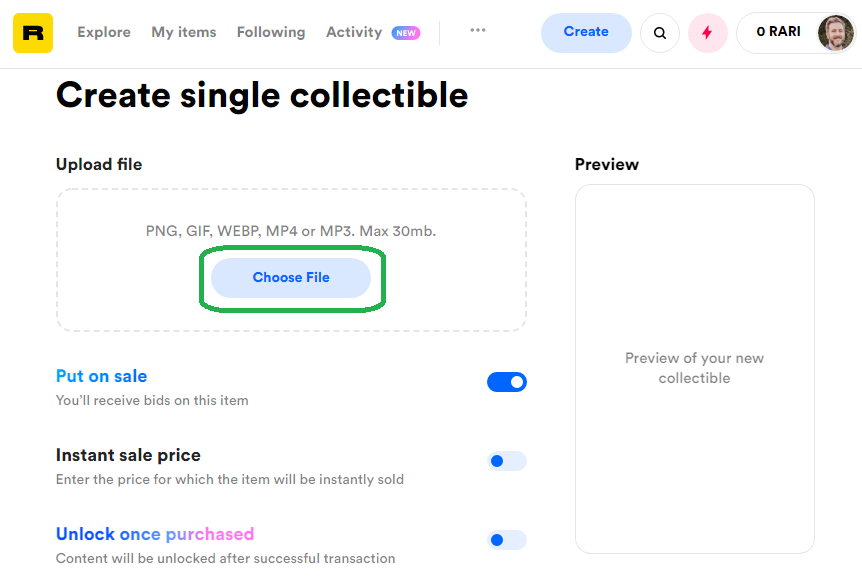 R Explore My items Following Activity NEW ... Create 0 RARI
Create single collectible
Upload file
Preview
PNG, GIF, WEBP, MP4 or MP3. Max 30mb.
Choose File
Put on sale
You’ll receive bids on this item
Preview of your new
collectible
Instant sale price
Enter the price for which the item will be instantly sold
Unlock once purchased
Content will be unlocked after successful transaction